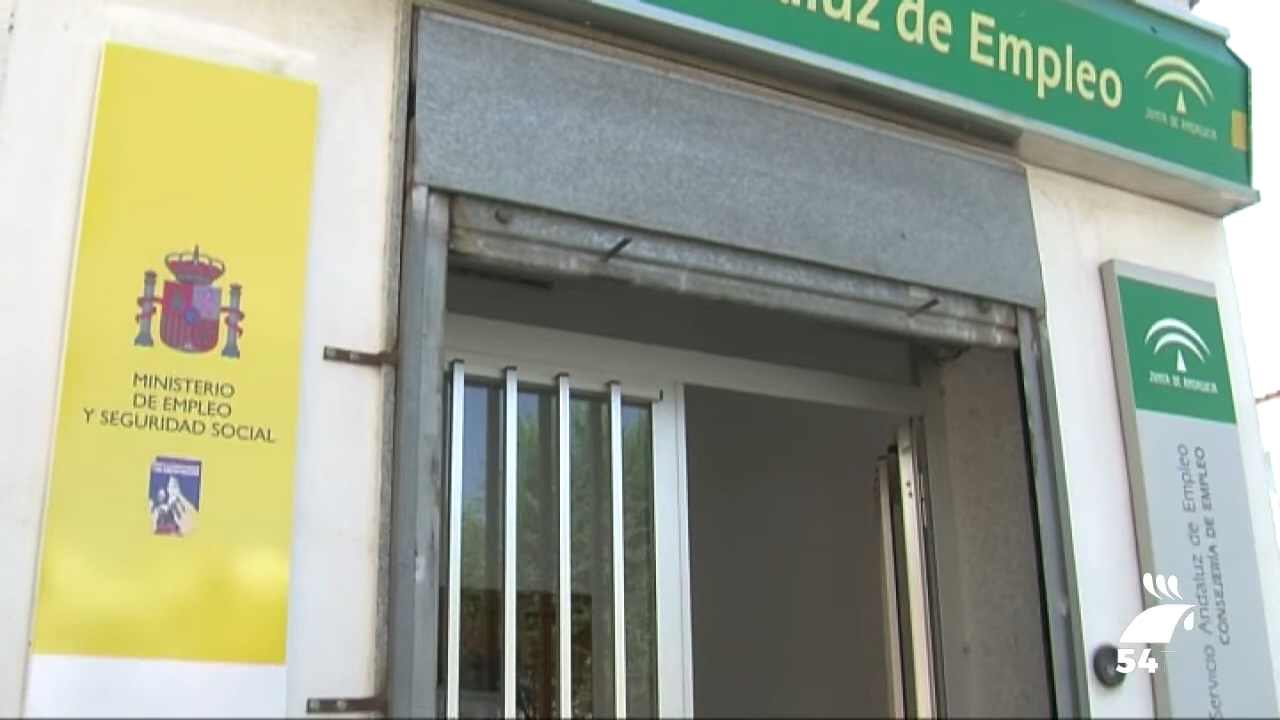 MINISTERIO
DE EMPLEO
Y SEGURIDAD SOCIAL
de Empleo
JUNTA DE ANDALUCIA
JUNTA DE ANDALUCIA
Servicio Andaluz de Empleo
CONSEJERÍA DE EMPLEO
54